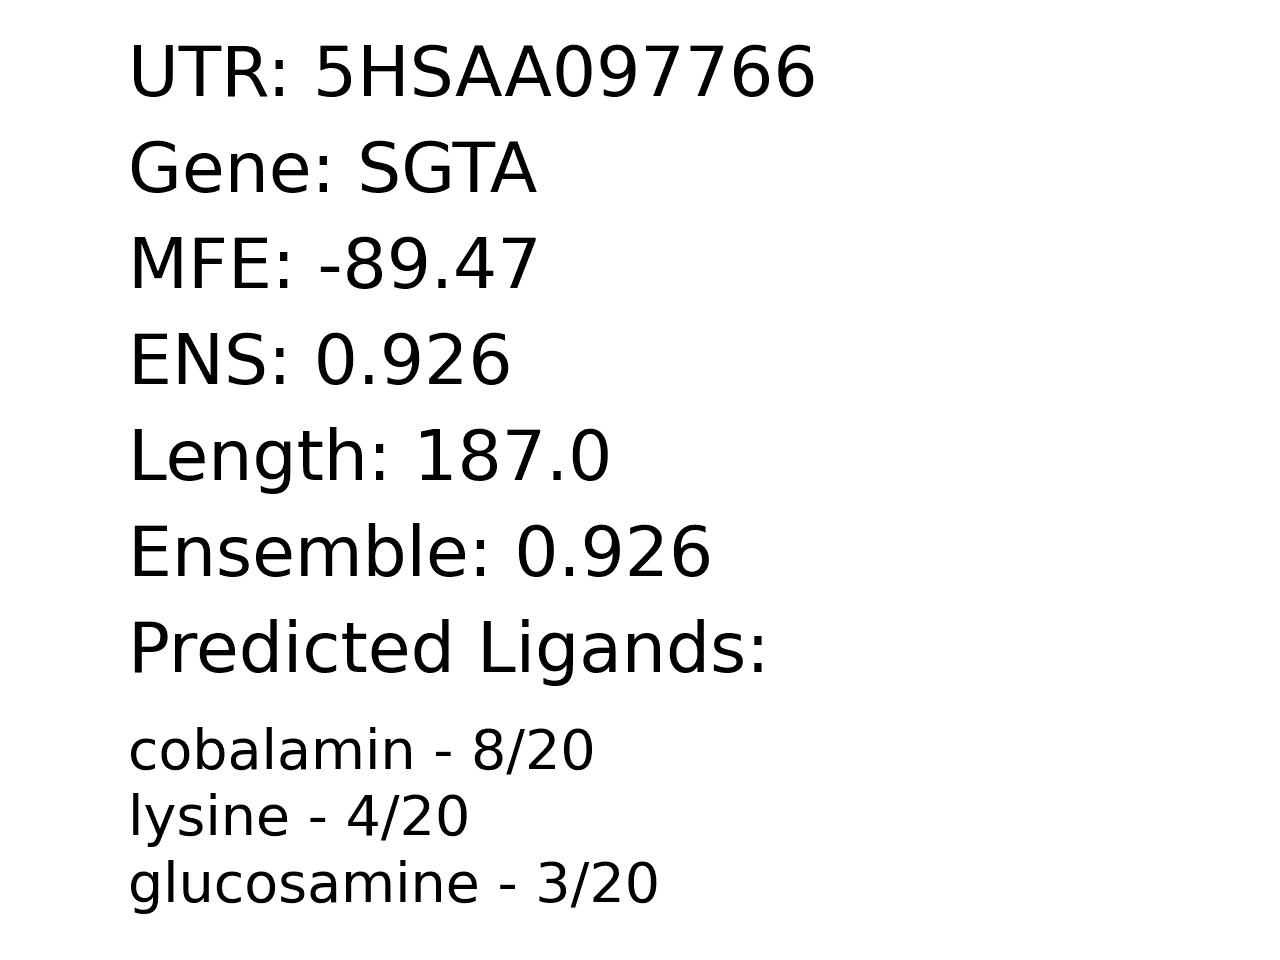 UTR: 5HSAA097766
Gene: SGTA
MFE: -89.47
ENS: 0.926
Length: 187.0
Ensemble: 0.926
Predicted Ligands:
cobalamin - 8/20
lysine - 4/20
glucosamine - 3/20